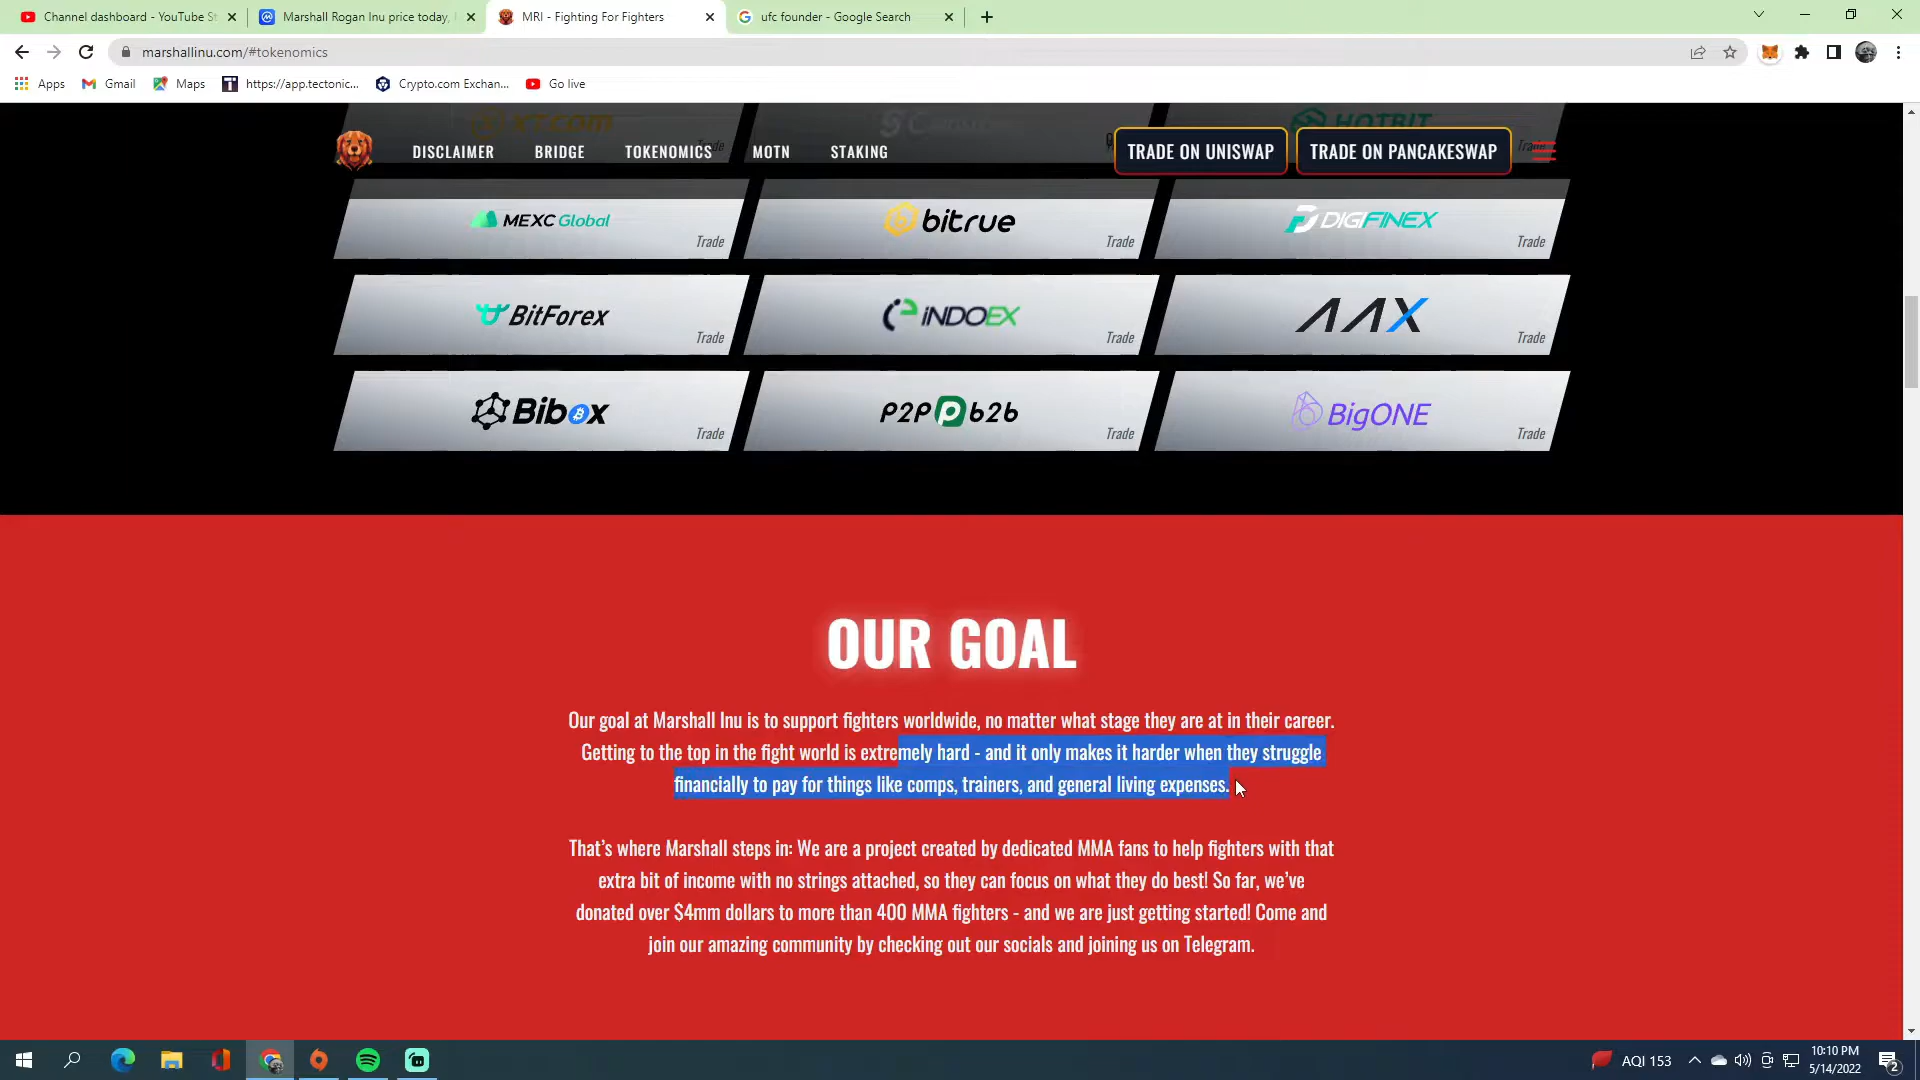 Channel dashboard - YouTube St
Marshall Rogan Inu price today,
MRI - Fighting For Fighters
ufc founder - Google Search
marshallinu.com/#tokenomics
Apps
Gmail
Maps
https://app.tectonic...
Crypto.com Exchan...
Go live
XT.COM
HOTBIT
DISCLAIMER
BRIDGE
TOKENOMICS
MOTN
STAKING
TRADE ON UNISWAP
TRADE ON PANCAKESWAP
MEXC Global
Trade
bitrue
Trade
DIGIFINEX
Trade
BitForex
Trade
INDOEX
Trade
AAX
Trade
Bibox
Trade
P2P b2b
Trade
BigONE
Trade
OUR GOAL
Our goal at Marshall Inu is to support fighters worldwide, no matter what stage they are at in their career.
Getting to the top in the fight world is extremely hard - and it only makes it harder when they struggle
financially to pay for things like comps, trainers, and general living expenses.
That's where Marshall steps in: We are a project created by dedicated MMA fans to help fighters with that
extra bit of income with no strings attached, so they can focus on what they do best! So far, we've
donated over $4mm dollars to more than 400 MMA fighters - and we are just getting started! Come and
join our amazing community by checking out our socials and joining us on Telegram.
AQI 153
10:10 PM
5/14/2022
2